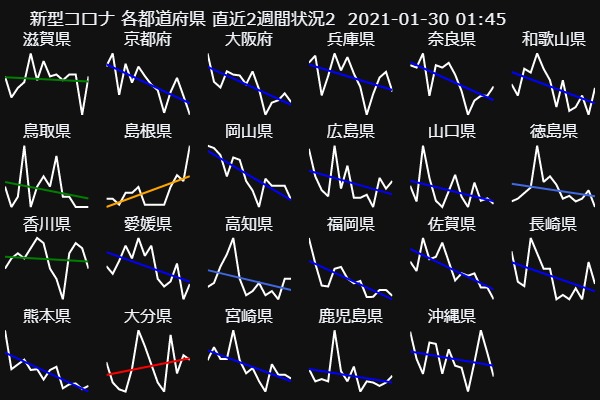 新型コロナ 各都道府県 直近2週間状況2  2021-01-30 01:45
滋賀県 京都府 大阪府 兵庫県 奈良県 和歌山県
鳥取県 島根県 岡山県 広島県 山口県 徳島県
香川県 愛媛県 高知県 福岡県 佐賀県 長崎県
熊本県 大分県 宮崎県 鹿児島県 沖縄県